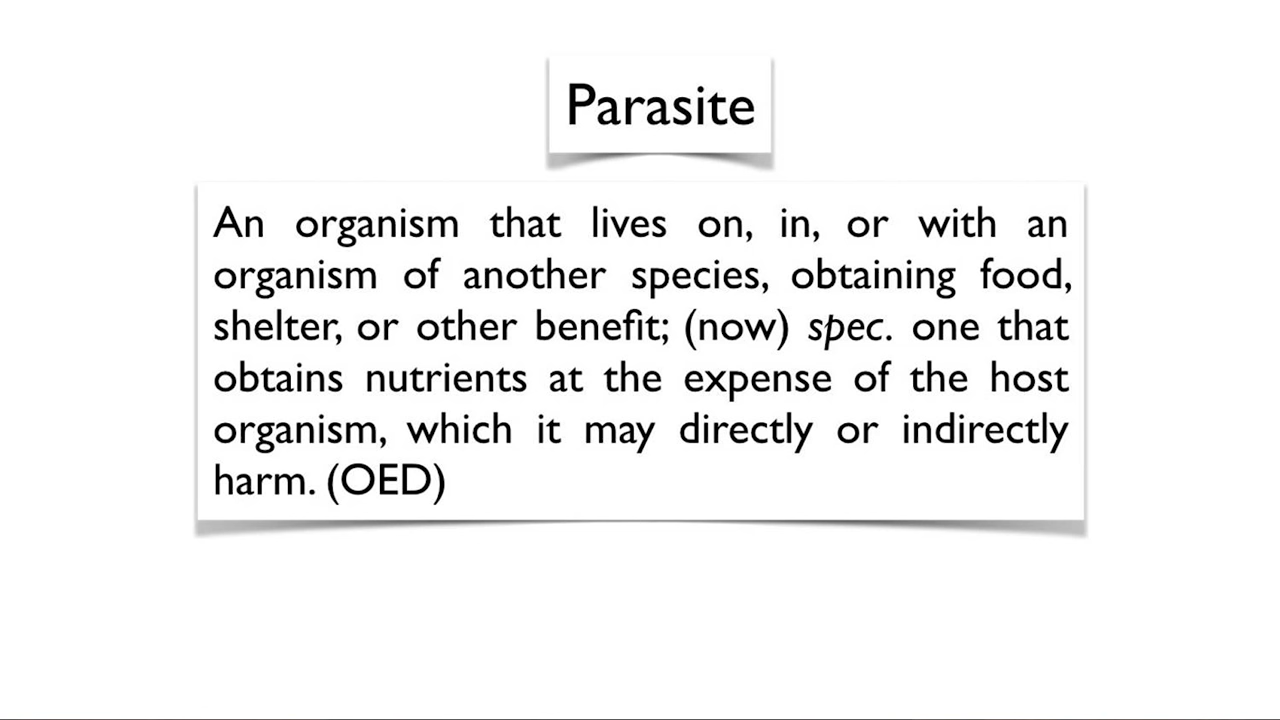 Parasite
An organism that lives on, in, or with an
organism of another species, obtaining food,
shelter, or other benefit; (now) spec. one that
obtains nutrients at the expense of the host
organism, which it may directly or indirectly
harm. (OED)